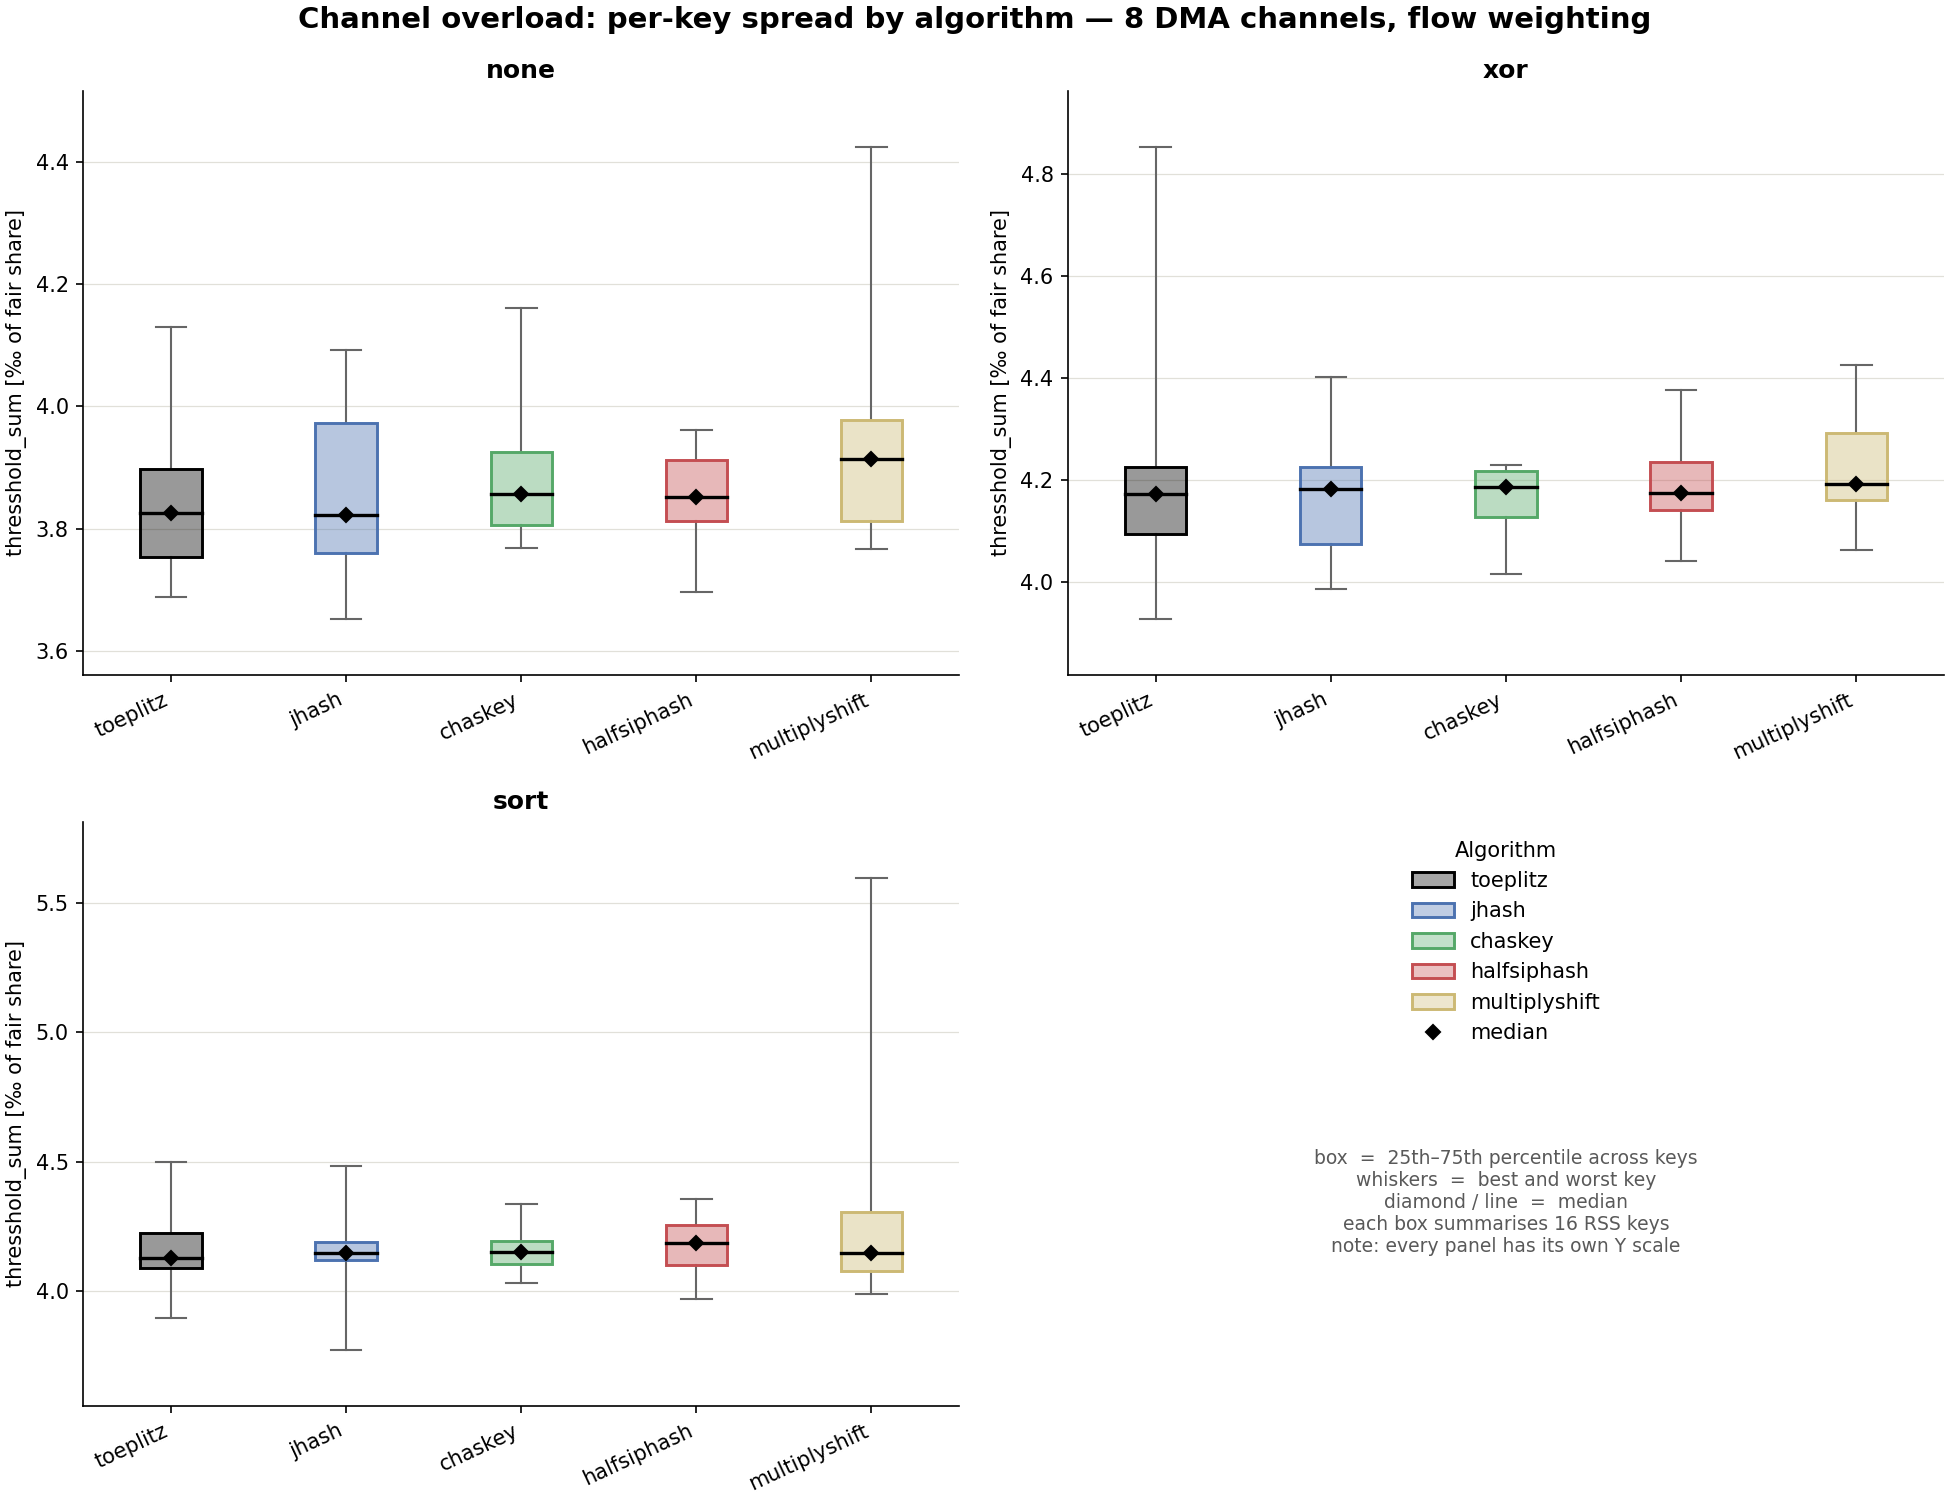 Channel overload: per-key spread by algorithm — 8 DMA channels, flow weighting
none
thresshold_sum [‰ of fair share]
4.4
4.2
4.0
3.8
3.6
toeplitz
jhash
chaskey
halfsiphash
multiplyshift
xor
thresshold_sum [‰ of fair share]
4.8
4.6
4.4
4.2
4.0
toeplitz
jhash
chaskey
halfsiphash
multiplyshift
sort
thresshold_sum [‰ of fair share]
5.5
5.0
4.5
4.0
toeplitz
jhash
chaskey
halfsiphash
multiplyshift
Algorithm
toeplitz
jhash
chaskey
halfsiphash
multiplyshift
median
box = 25th–75th percentile across keys
whiskers = best and worst key
diamond / line = median
each box summarises 16 RSS keys
note: every panel has its own Y scale